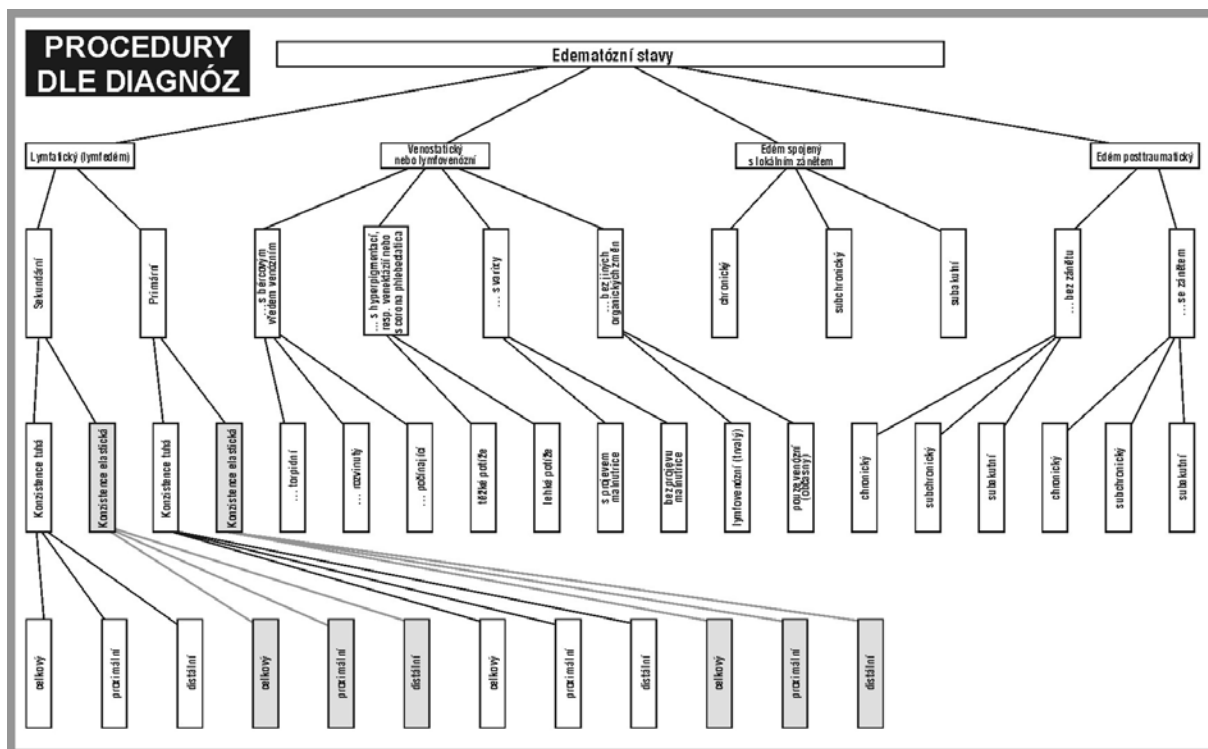 PROCEDURY
DLE DIAGNÓZ
Edematózní stavy
Lymfatický (lymfedém)
Venostatický
nebo lymfovenózní
Edém spojený
s lokálním zánětem
Edém posttraumatický
Sekundární
Primární
... s bércovým
vředem venózním
... s hyperpigmentací,
resp. venektázií nebo
s corona phlebectatica
... s varixy
... bez jiných
organických změn
chronický
subchronický
subakutní
... bez zánětu
... se zánětem
Konzistence tuhá
Konzistence elastická
Konzistence tuhá
Konzistence elastická
... torpidní
... rozvinutý
... počínající
těžké potíže
lehké potíže
s projevem
malnutrice
bez projevu
malnutrice
lymfovenózní (trvalý)
pouze venózní
(občasný)
chronický
subchronický
subakutní
chronický
subchronický
subakutní
celkový
proximální
distální
celkový
proximální
distální
celkový
proximální
distální
celkový
proximální
distální